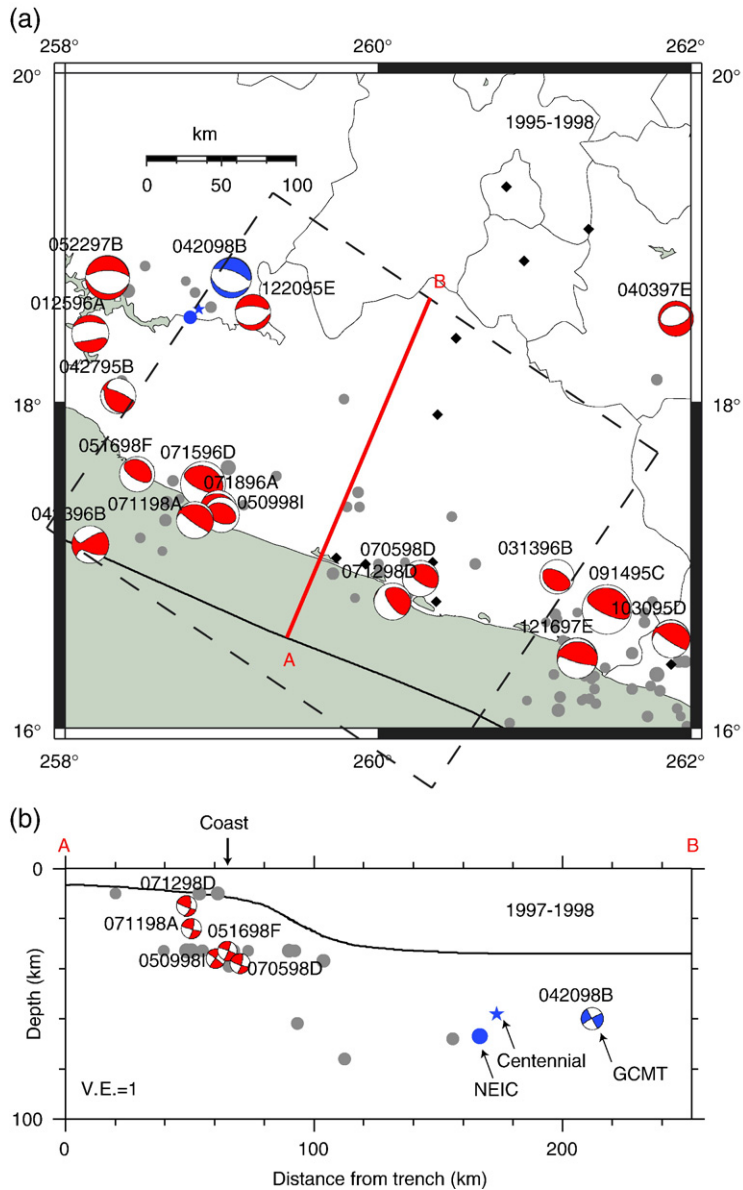 (a)
258° 260° 262°
20° 20°
1995-1998
km
0 50 100
052297B 042098B
122095E
B
040397E
012596A
042795B
18° 18°
051698F
071596D
071896A
071198A 050998I
070598D
031396B
071298D
091495C
103095D
121697E
A
16° 16°
258° 260° 262°
(b)
Coast
A B
0
071298D
1997-1998
071198A 051698F
050998I 070598D
042098B
Depth (km)
Centennial
GCMT
NEIC
V.E.=1
100
0 100 200
Distance from trench (km)